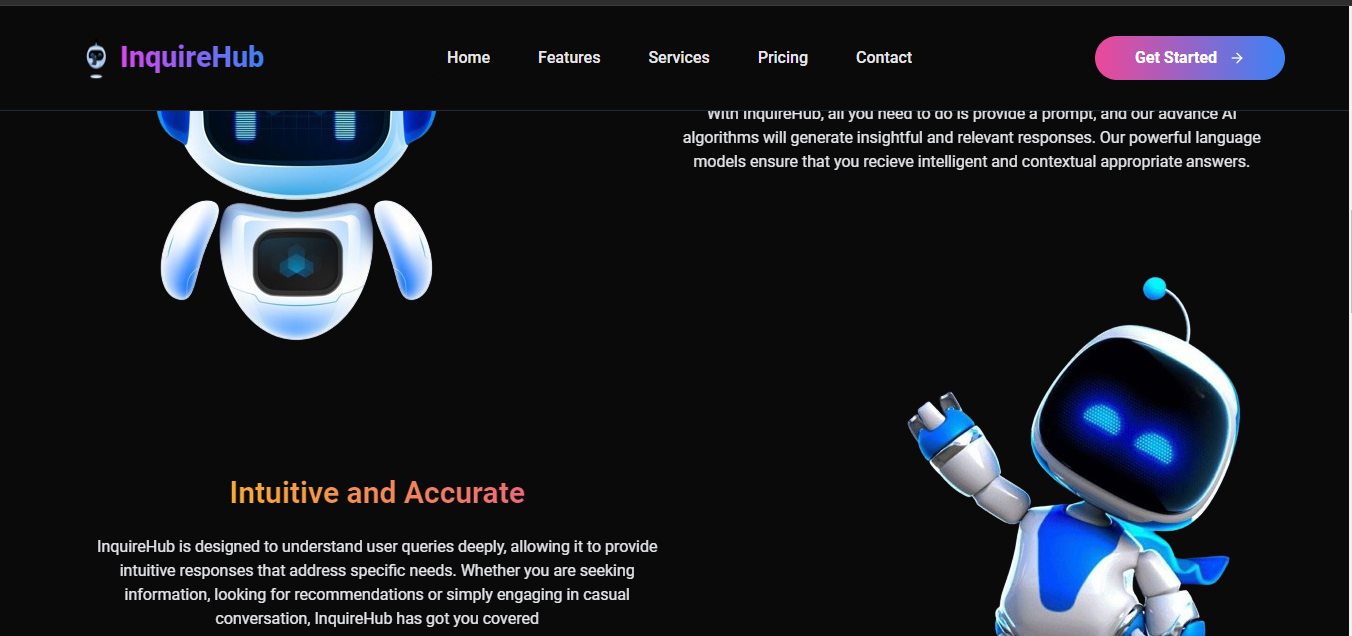 InquireHub
Home
Features
Services
Pricing
Contact
Get Started
With InquireHub, all you need to do is provide a prompt, and our advance AI
algorithms will generate insightful and relevant responses. Our powerful language
models ensure that you recieve intelligent and contextual appropriate answers.
Intuitive and Accurate
InquireHub is designed to understand user queries deeply, allowing it to provide
intuitive responses that address specific needs. Whether you are seeking
information, looking for recommendations or simply engaging in casual
conversation, InquireHub has got you covered